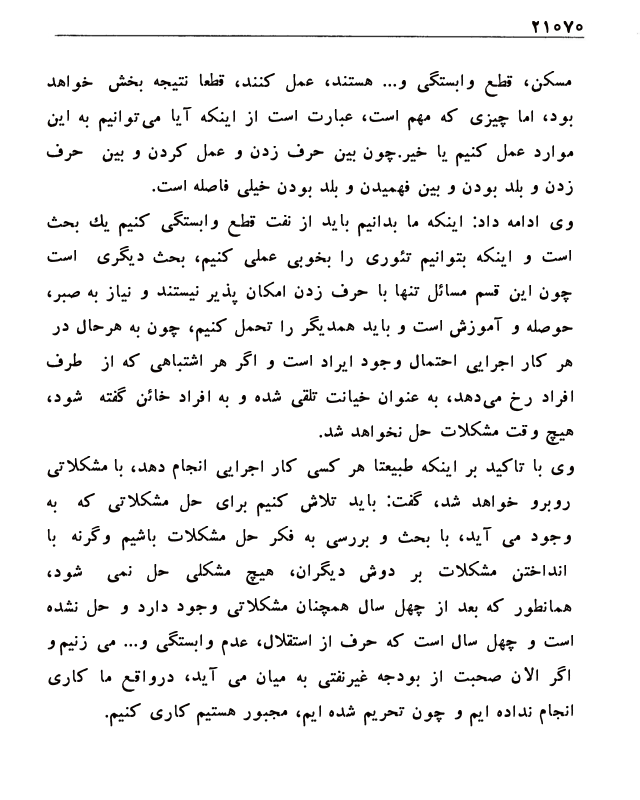 ۲۱۰۷۰
مسکن، قطع وابستگی و... هستند، عمل کنند، قطعا نتیجه بخش خواهد
بود، اما چیزی که مهم است، عبارت است از اینکه آیا می‌توانیم به این
موارد عمل کنیم یا خیر.چون بین حرف زدن و عمل کردن و بین حرف
زدن و بلد بودن و بین فهمیدن و بلد بودن خیلی فاصله است.
وی ادامه داد: اینکه ما بدانیم باید از نفت قطع وابستگی کنیم یك بحث
است و اینکه بتوانیم تئوری را بخوبی عملی کنیم، بحث دیگری است
چون این قسم مسائل تنها با حرف زدن امکان پذیر نیستند و نیاز به صبر،
حوصله و آموزش است و باید همدیگر را تحمل کنیم، چون به هرحال در
هر کار اجرایی احتمال وجود ایراد است و اگر هر اشتباهی که از طرف
افراد رخ می‌دهد، به عنوان خیانت تلقی شده و به افراد خائن گفته شود،
هیچ وقت مشکلات حل نخواهد شد.
وی با تاکید بر اینکه طبیعتا هر کسی کار اجرایی انجام دهد، با مشکلاتی
روبرو خواهد شد، گفت: باید تلاش کنیم برای حل مشکلاتی که به
وجود می آید، با بحث و بررسی به فکر حل مشکلات باشیم وگرنه با
انداختن مشکلات بر دوش دیگران، هیچ مشکلی حل نمی شود،
همانطور که بعد از چهل سال همچنان مشکلاتی وجود دارد و حل نشده
است و چهل سال است که حرف از استقلال، عدم وابستگی و... می زنیم و
اگر الان صحبت از بودجه غیرنفتی به میان می آید، درواقع ما کاری
انجام نداده ایم و چون تحریم شده ایم، مجبور هستیم کاری کنیم.